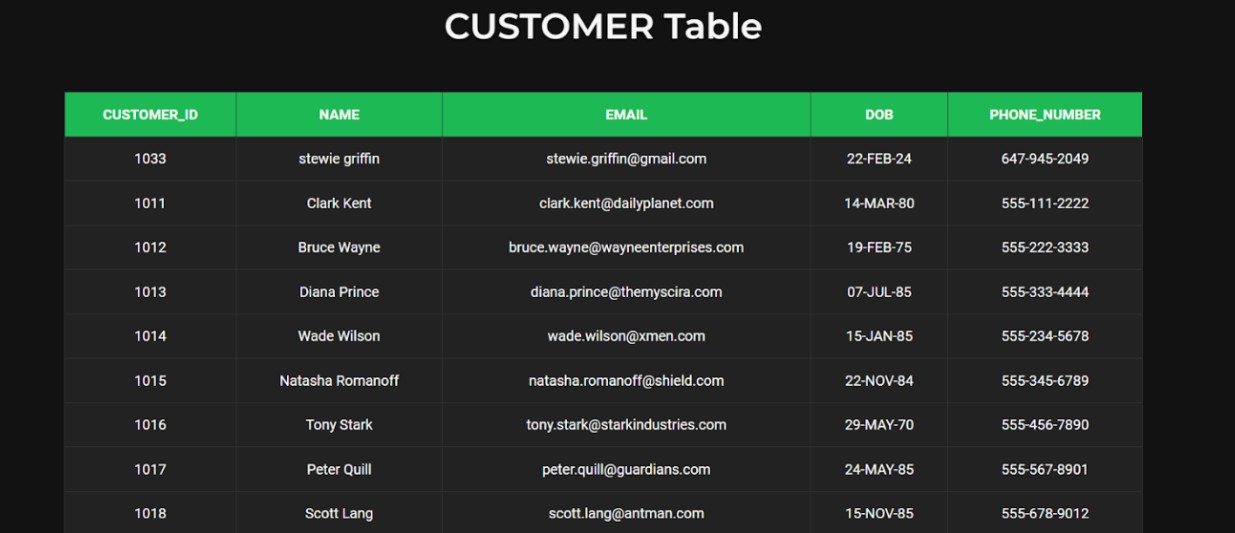 CUSTOMER Table
CUSTOMER_ID NAME EMAIL DOB PHONE_NUMBER
1033 stewie griffin stewie.griffin@gmail.com 22-FEB-24 647-945-2049
1011 Clark Kent clark.kent@dailyplanet.com 14-MAR-80 555-111-2222
1012 Bruce Wayne bruce.wayne@wayneenterprises.com 19-FEB-75 555-222-3333
1013 Diana Prince diana.prince@themyscira.com 07-JUL-85 555-333-4444
1014 Wade Wilson wade.wilson@xmen.com 15-JAN-85 555-234-5678
1015 Natasha Romanoff natasha.romanoff@shield.com 22-NOV-84 555-345-6789
1016 Tony Stark tony.stark@starkindustries.com 29-MAY-70 555-456-7890
1017 Peter Quill peter.quill@guardians.com 24-MAY-85 555-567-8901
1018 Scott Lang scott.lang@antman.com 15-NOV-85 555-678-9012